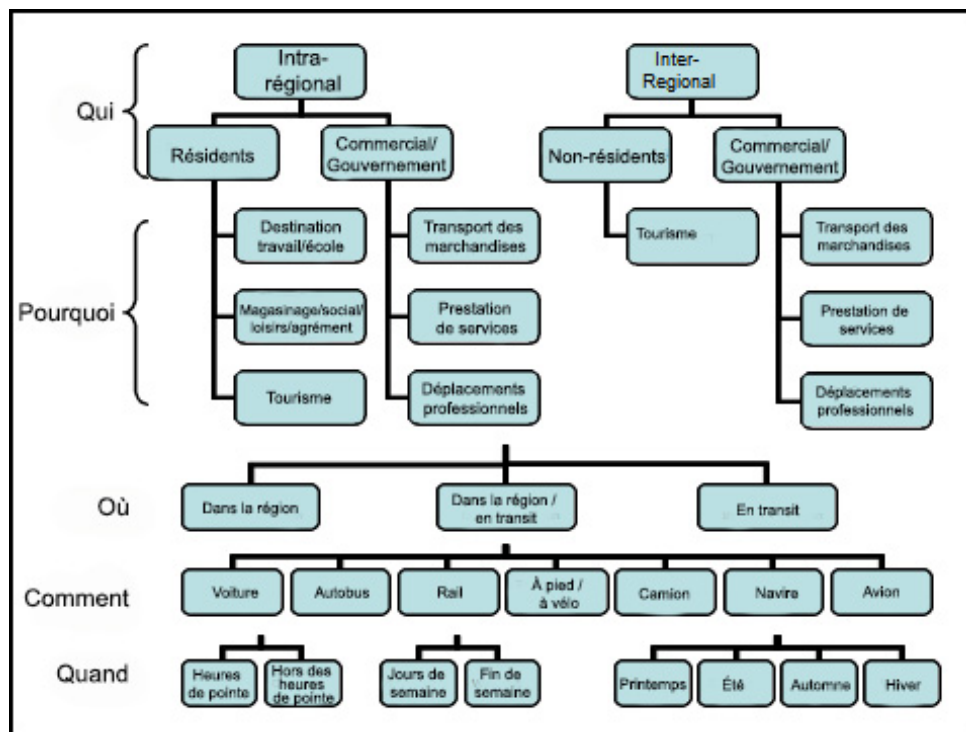 Qui
Intra-
régional
Inter-
Regional
Résidents
Commercial/
Gouvernement
Non-résidents
Commercial/
Gouvernement
Pourquoi
Destination
travail/école
Transport des
marchandises
Tourisme
Transport des
marchandises
Magasinage/social/
loisirs/agrément
Prestation
de services
Prestation de
services
Tourisme
Déplacements
professionnels
Déplacements
professionnels
Où
Dans la région
Dans la région /
en transit
En transit
Comment
Voiture
Autobus
Rail
À pied /
à vélo
Camion
Navire
Avion
Quand
Heures
de pointe
Hors des
heures
de pointe
Jours de
semaine
Fin de
semaine
Printemps
Été
Automne
Hiver